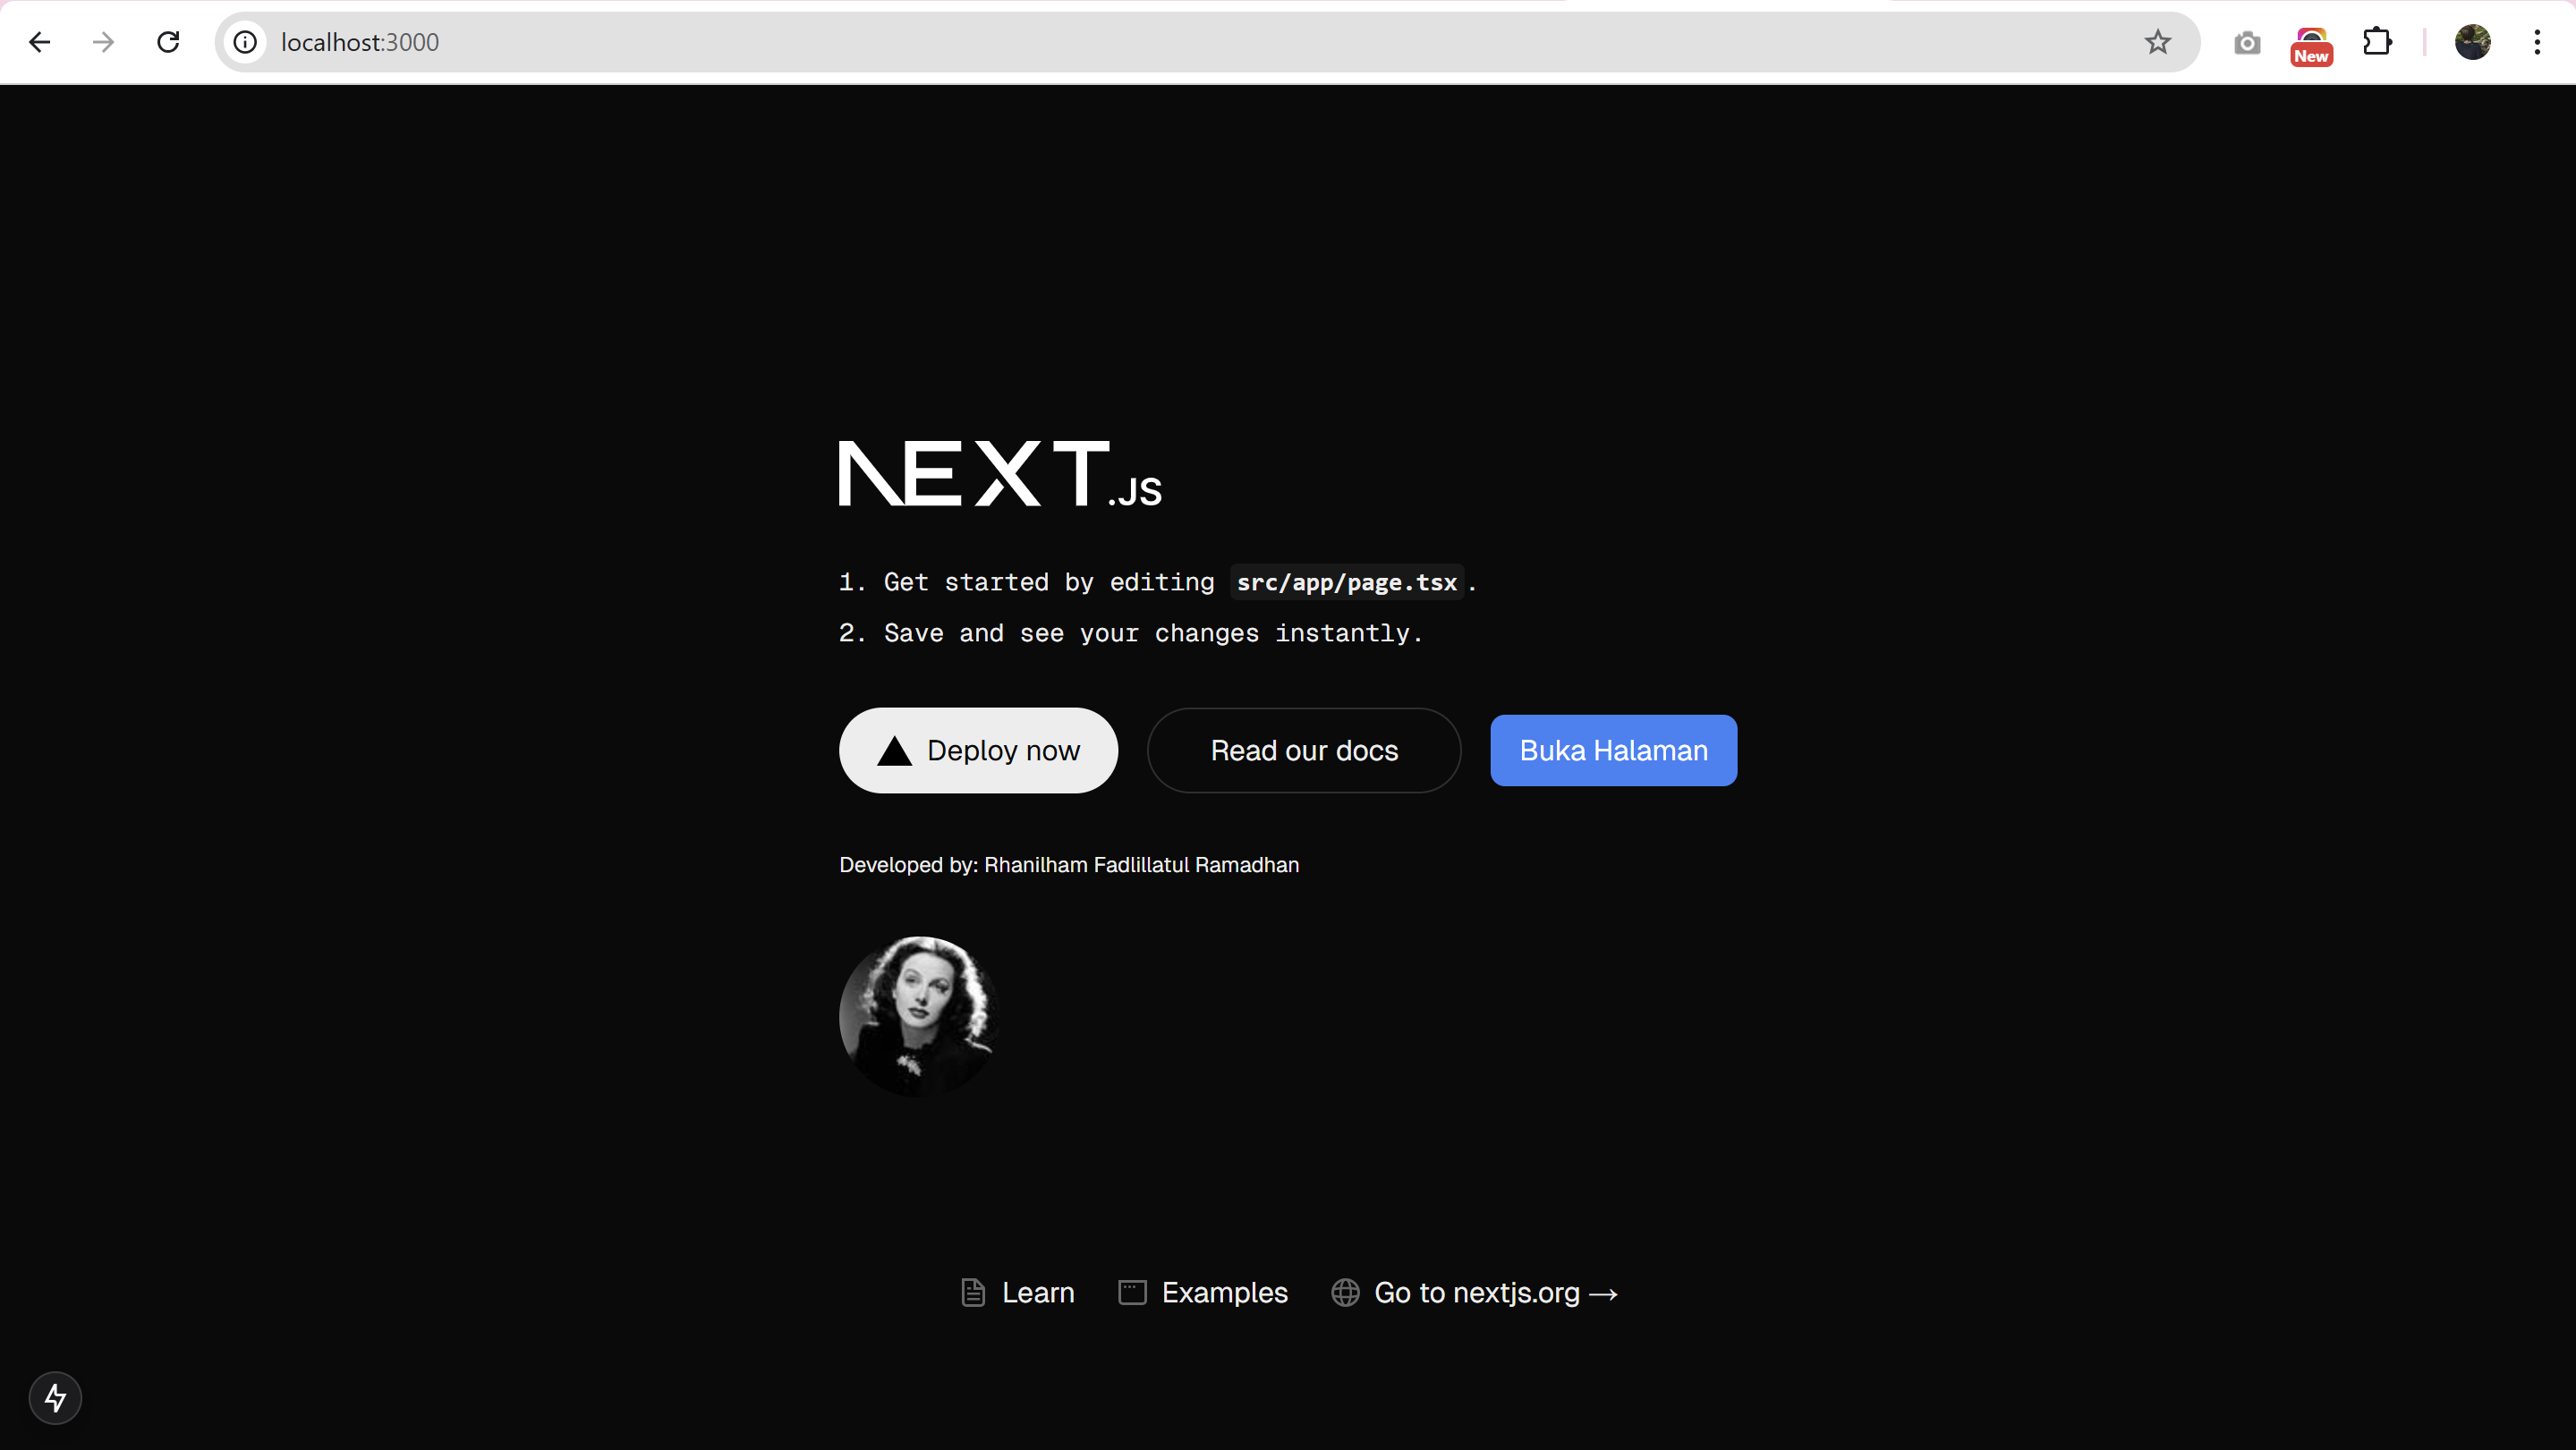 localhost:3000
New
NEXT.JS
1. Get started by editing src/app/page.tsx.
2. Save and see your changes instantly.
Deploy now
Read our docs
Buka Halaman
Developed by: Rhanilham Fadlillatul Ramadhan
Learn
Examples
Go to nextjs.org →